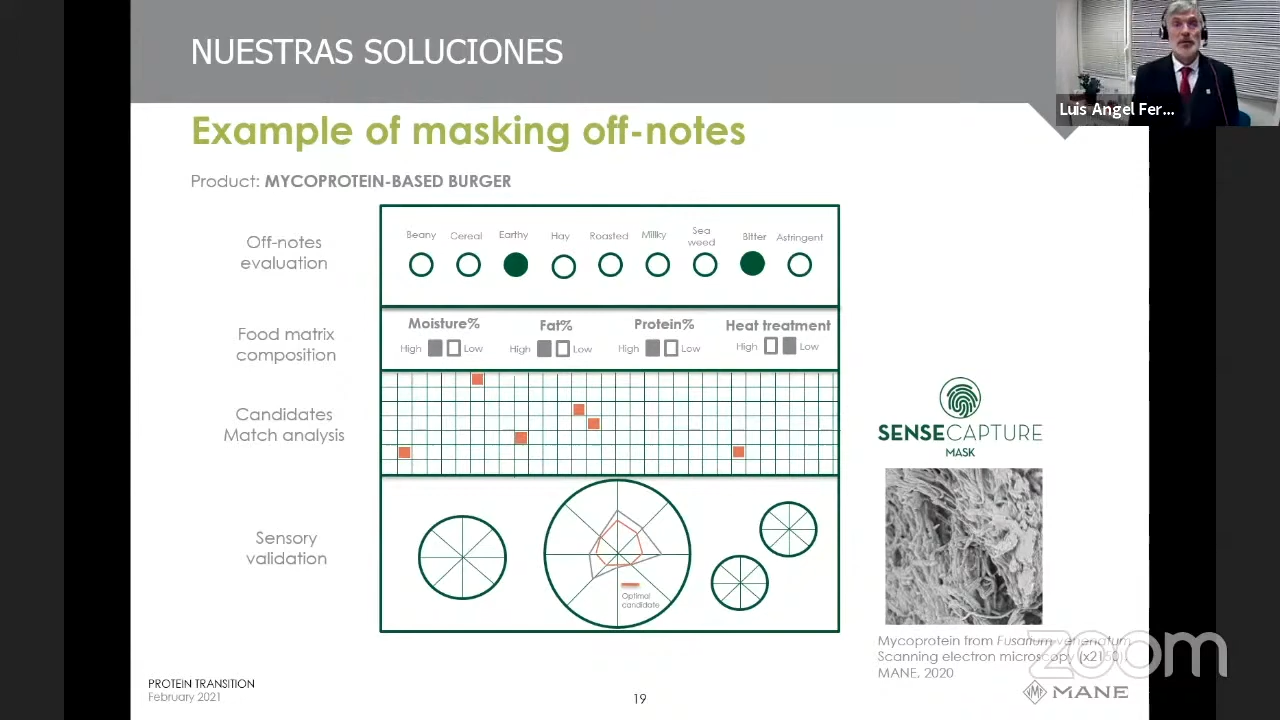 NUESTRAS SOLUCIONES
Luis Angel Fer...
Example of masking off-notes
Product: MYCOPROTEIN-BASED BURGER
Off-notes
evaluation
Beany Cereal Earthy Hay Roasted Millky Sea
weed Bitter Astringent
Food matrix
composition
Moisture% Fat% Protein% Heat treatment
High Low High Low High Low High Low
Candidates
Match analysis
SENSECAPTURE
MASK
Sensory
validation
Optimal
candidate
Mycoprotein from Fusarium venenatum
Scanning electron microscopy (x2150)
MANE, 2020
zoom
MANE
PROTEIN TRANSITION
February 2021
19